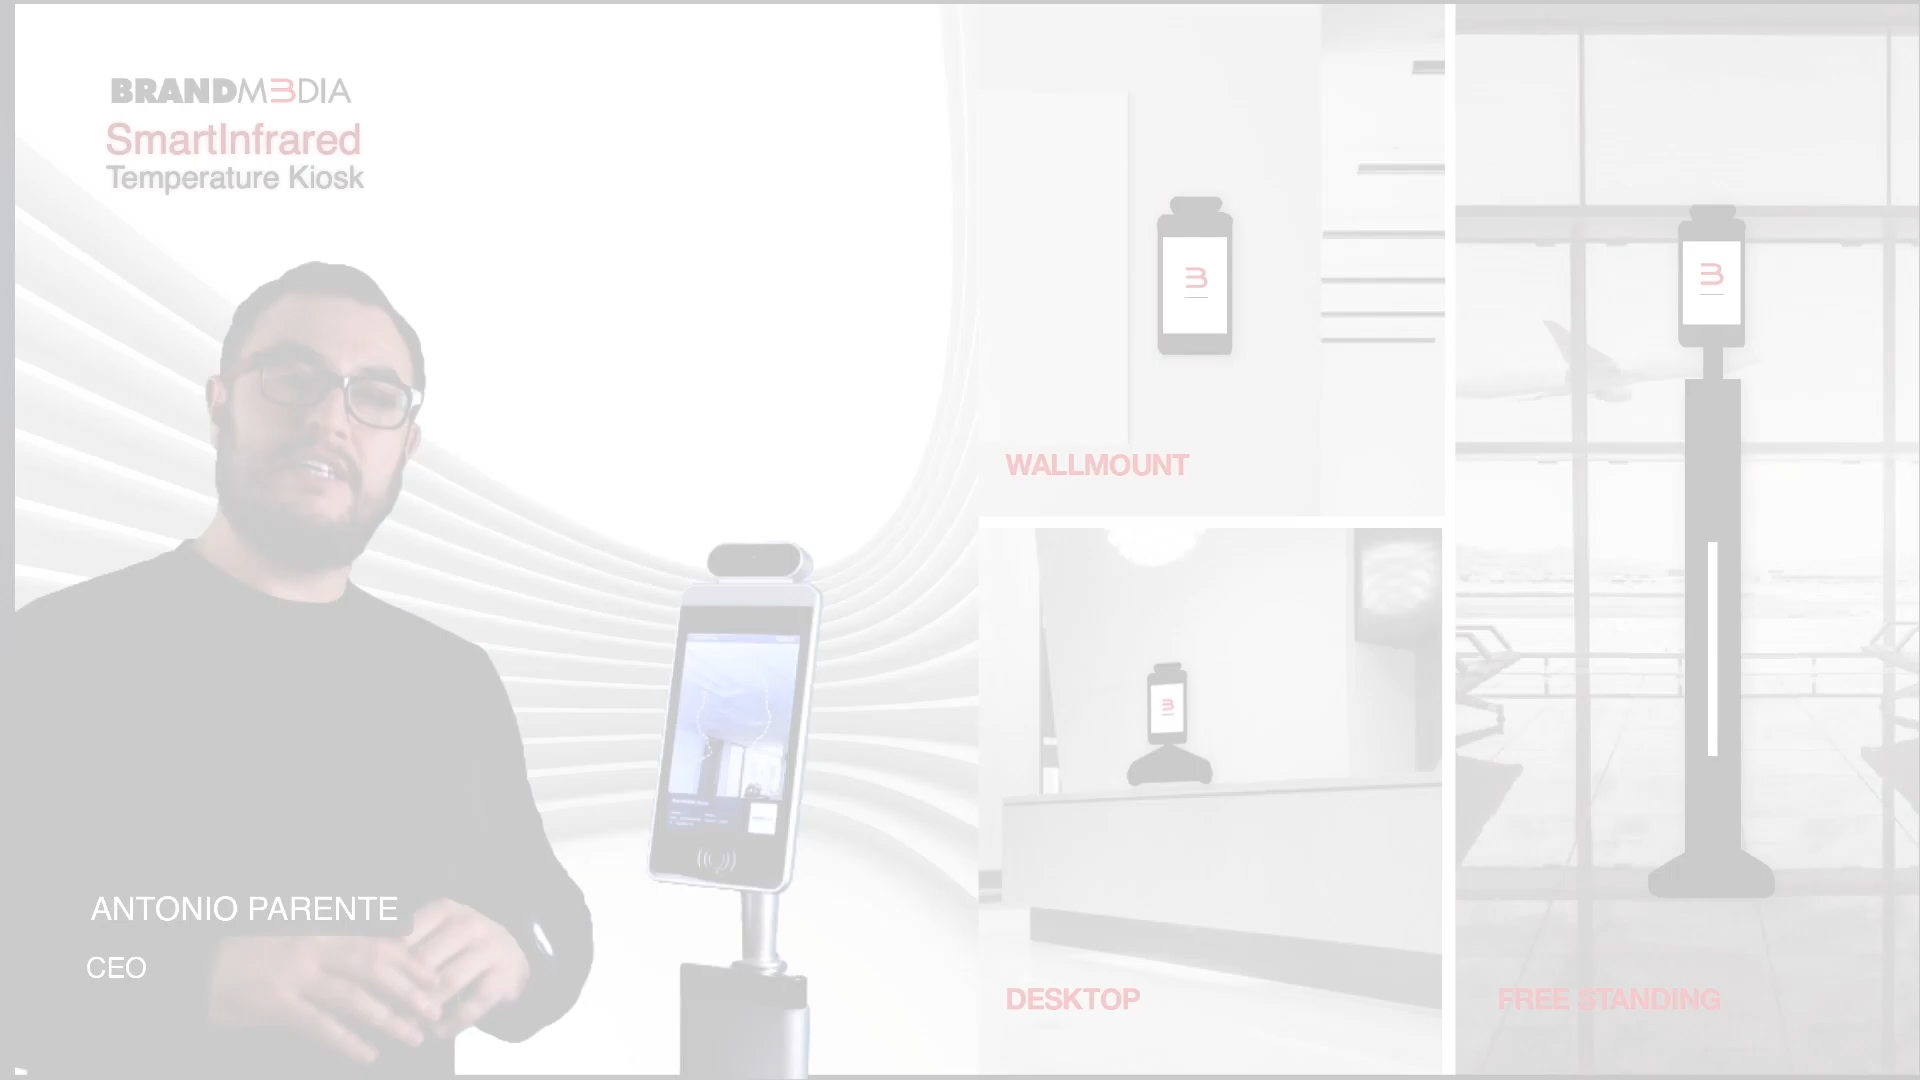 BRANDM3DIA
SmartInfrared
Temperature Kiosk
ANTONIO PARENTE
CEO
WALLMOUNT
DESKTOP
FREE STANDING